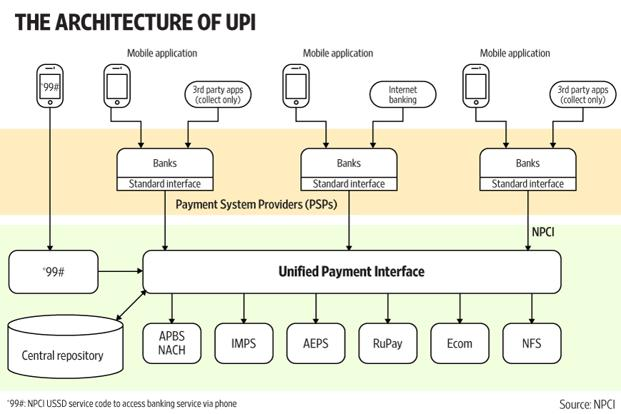 THE ARCHITECTURE OF UPI
Mobile application
Mobile application
Mobile application
*99#
3rd party apps
(collect only)
Internet
banking
3rd party apps
(collect only)
Banks
Standard interface
Banks
Standard interface
Banks
Standard interface
Payment System Providers (PSPs)
NPCI
*99#
Unified Payment Interface
Central repository
APBS
NACH
IMPS
AEPS
RuPay
Ecom
NFS
*99#: NPCI USSD service code to access banking service via phone
Source: NPCI